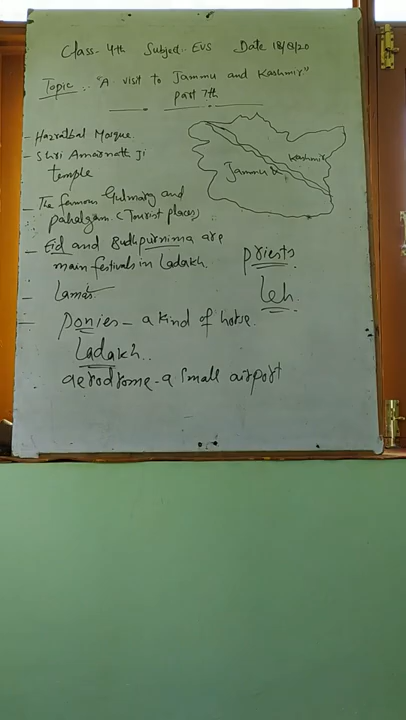 Class- 4th Subject:- EVS Date 18/8/20
Topic :- "A visit to Jammu and Kashmir"
part 7th
- Hazratbal Mosque.
- Shri Amarnath Ji
temple
- The famous Gulmarg and
pahalgam. (Tourist places)
- Eid and Budhpurnima are
main festivals in Ladakh.
- Lamas
- Ponies - a kind of horse.
Ladakh..
aerodrome - a small airport
Jammu &
Kashmir
priests
Leh.